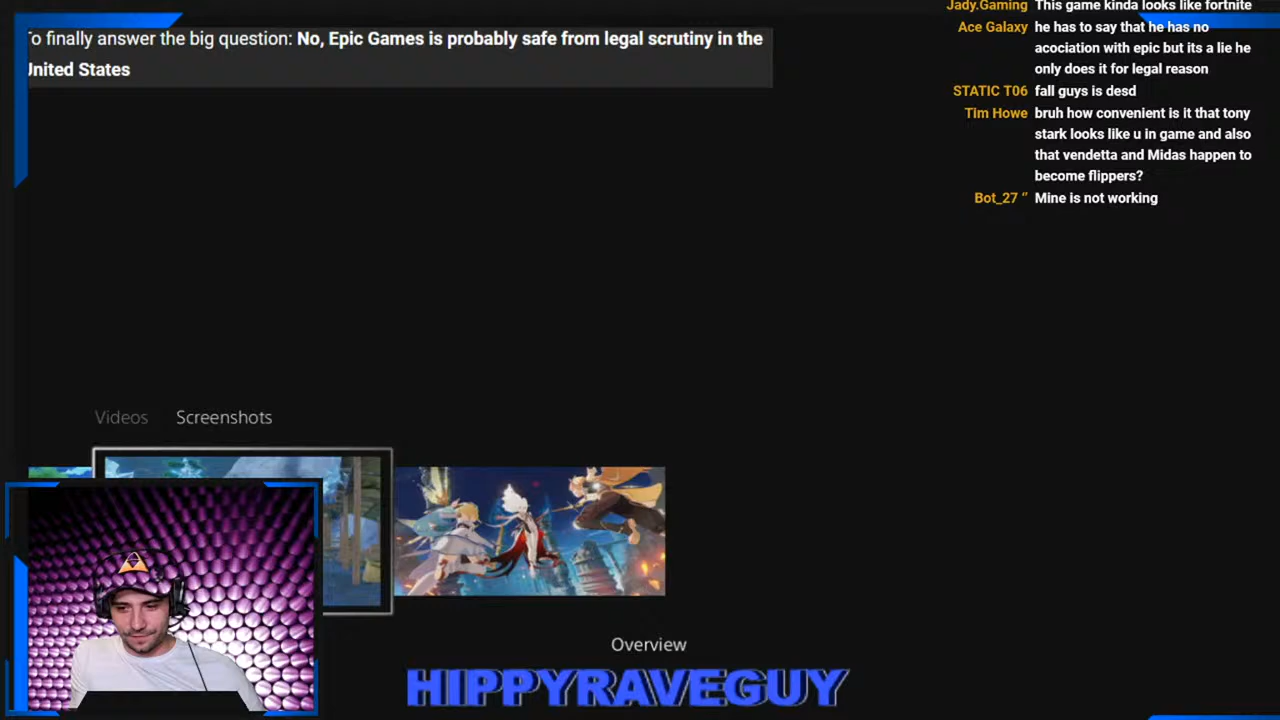 To finally answer the big question: No, Epic Games is probably safe from legal scrutiny in the
United States
Jady.Gaming This game kinda looks like fortnite
Ace Galaxy he has to say that he has no
acociation with epic but its a lie he
only does it for legal reason
STATIC T06 fall guys is desd
Tim Howe bruh how convenient is it that tony
stark looks like u in game and also
that vendetta and Midas happen to
become flippers?
Bot_27 " Mine is not working
Videos Screenshots
Overview
HIPPYRAVEGUY